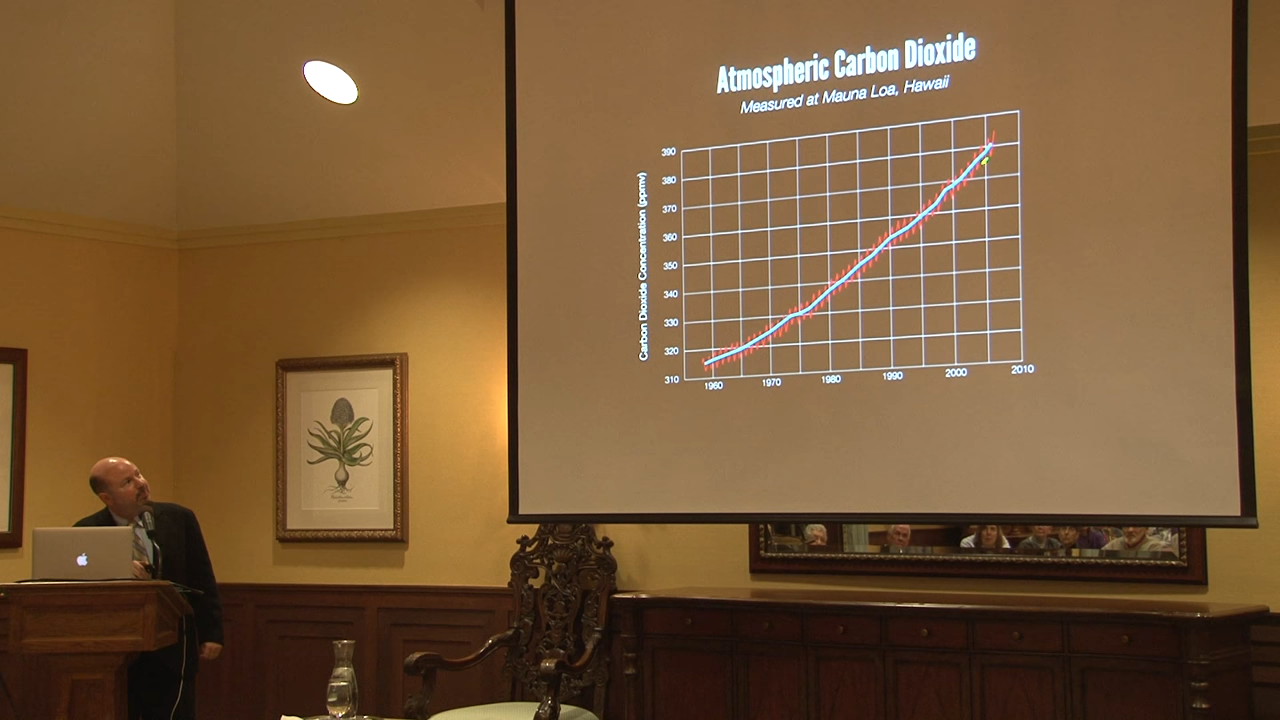 Atmospheric Carbon Dioxide
Measured at Mauna Loa, Hawaii
Carbon Dioxide Concentration (ppmv)
390
380
370
360
350
340
330
320
310
1960 1970 1980 1990 2000 2010